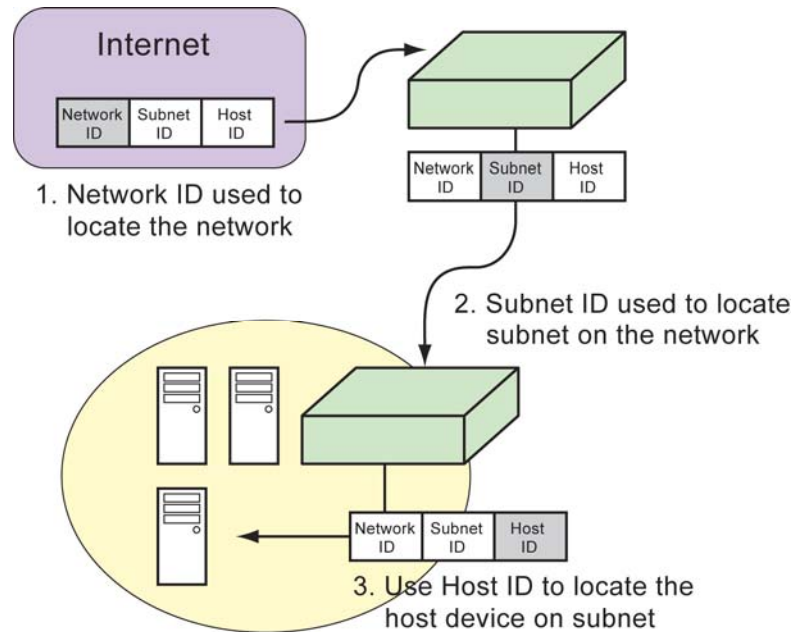 Internet
Network ID
Subnet ID
Host ID
1. Network ID used to
locate the network
Network ID
Subnet ID
Host ID
2. Subnet ID used to locate
subnet on the network
Network ID
Subnet ID
Host ID
3. Use Host ID to locate the
host device on subnet